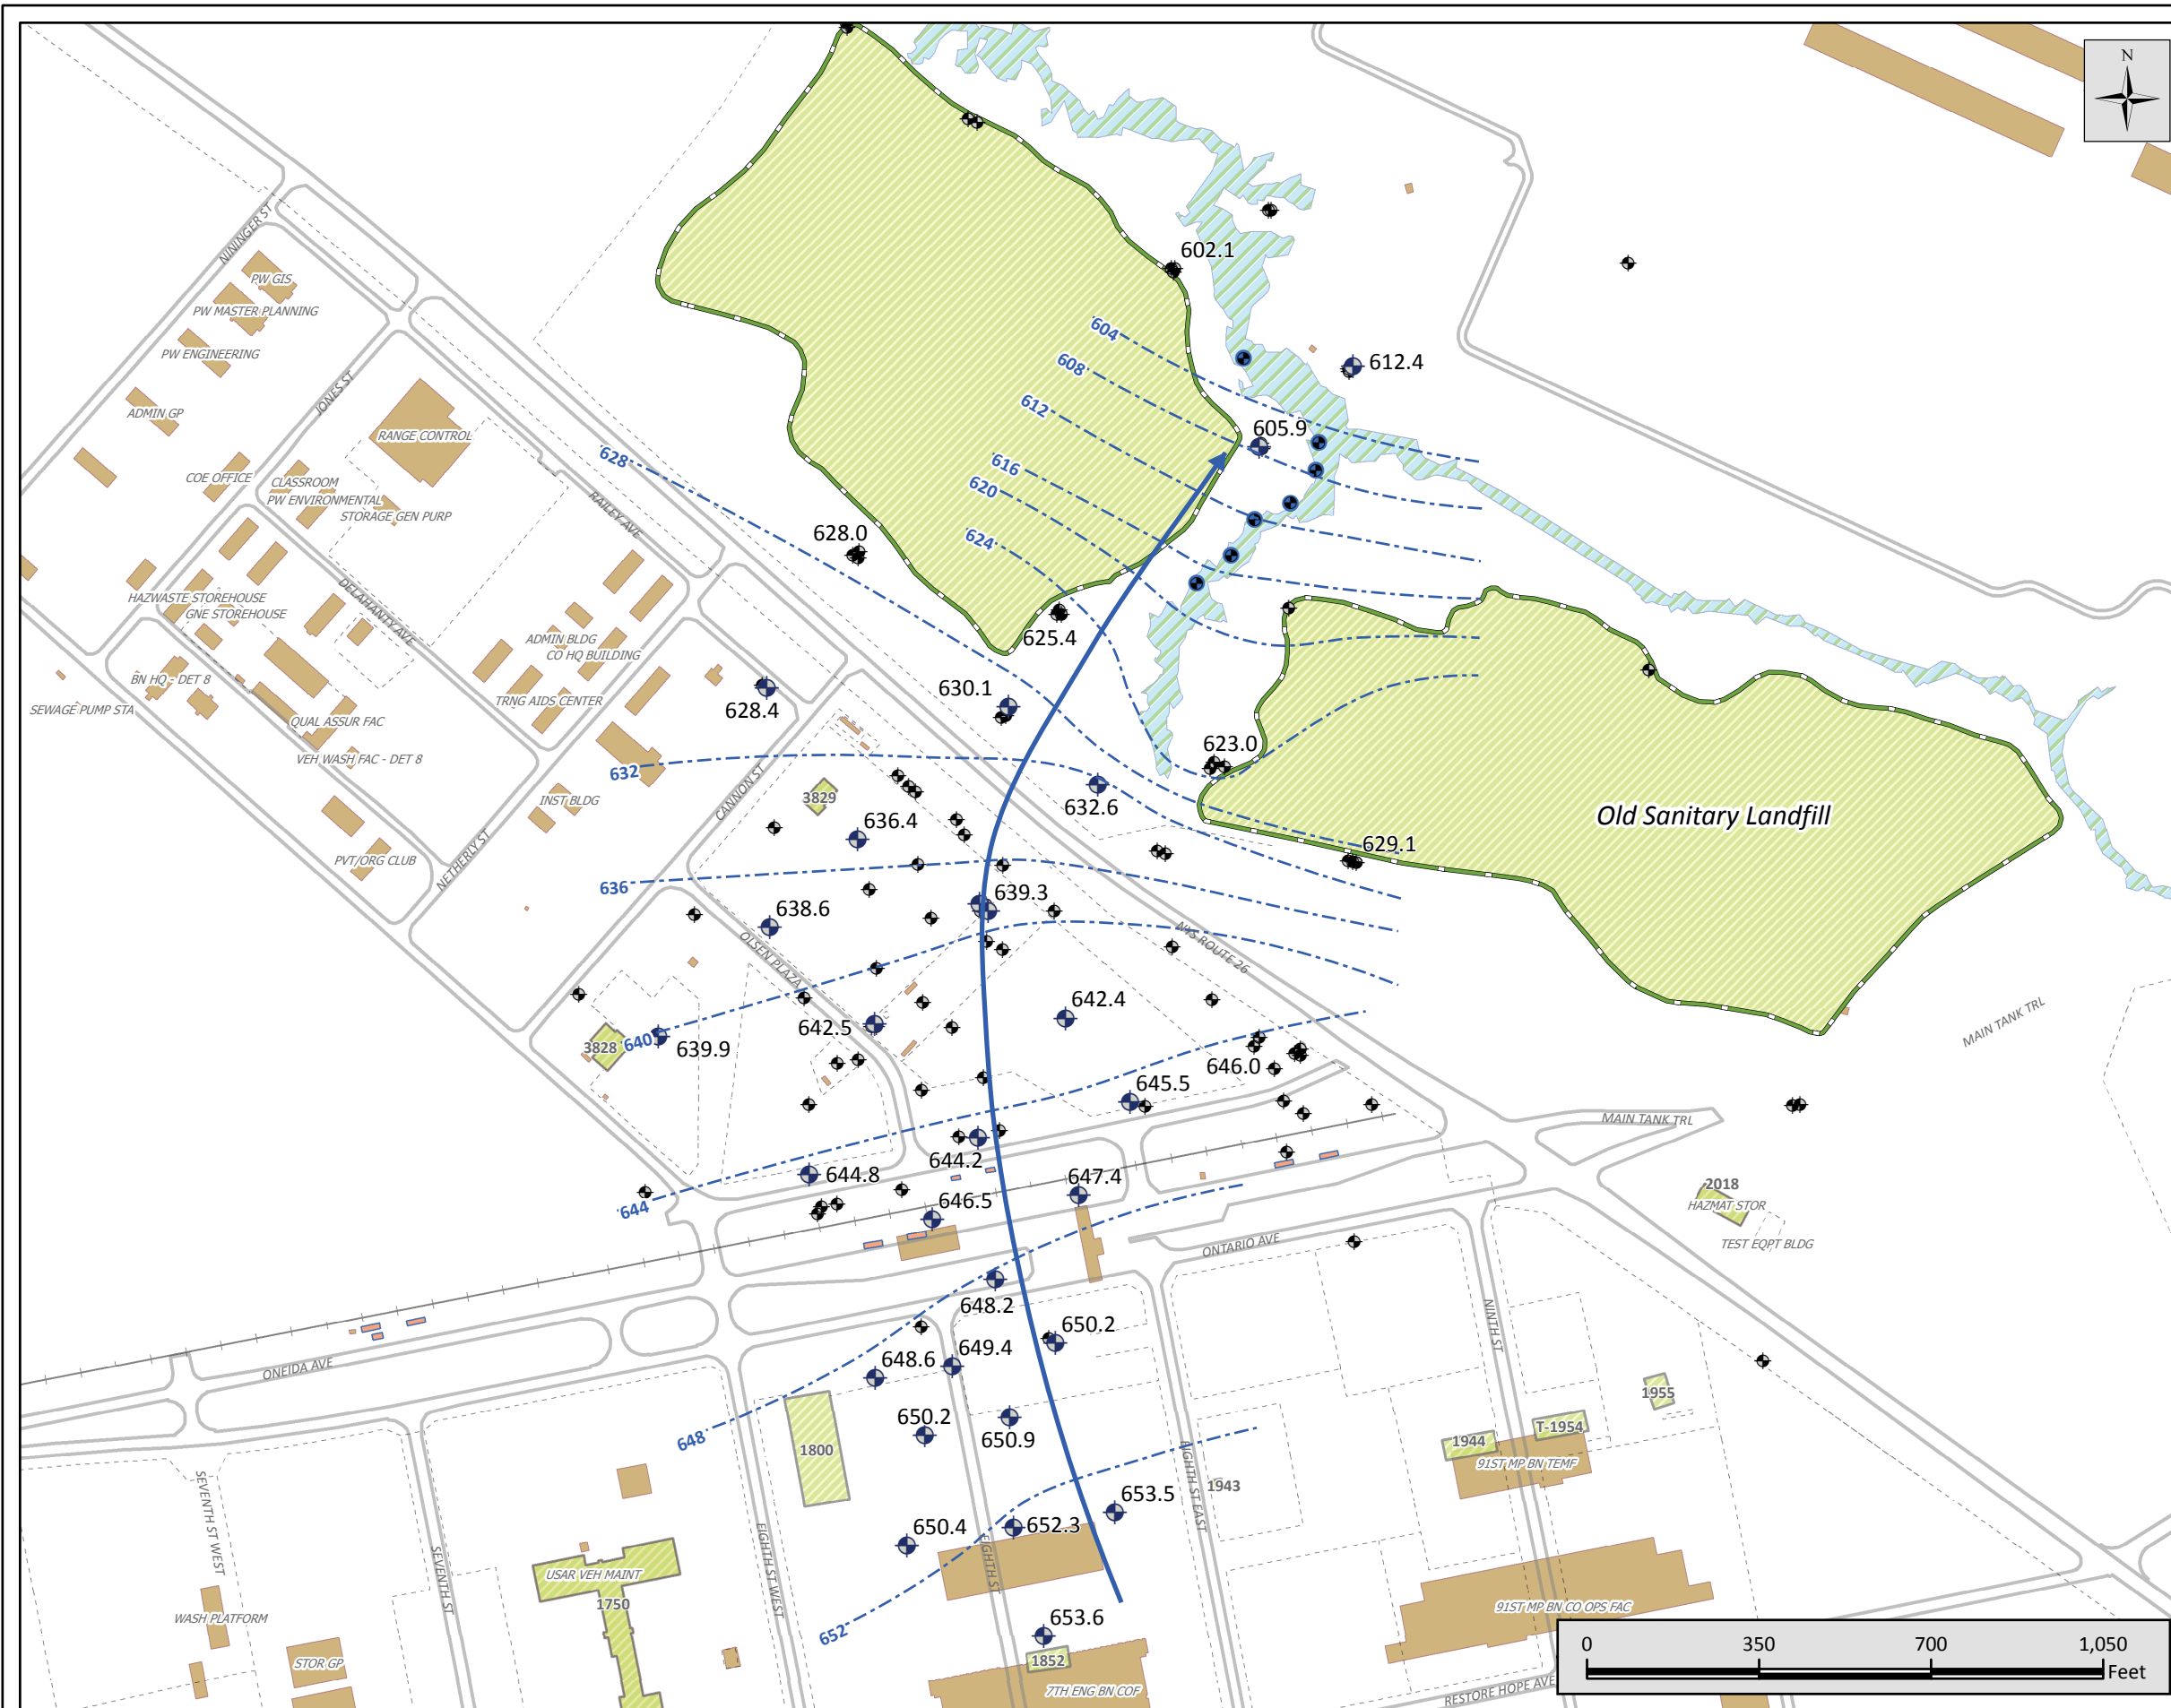 N
602.1
NININGER ST
PW GIS
PW MASTER PLANNING
604
PW ENGINEERING
608
612.4
JONES ST
ADMIN GP
612
RANGE CONTROL
605.9
628
616
COE OFFICE
CLASSROOM
620
PW ENVIRONMENTAL
RAILEY AVE
STORAGE GEN PURP
628.0
624
HAZWASTE STOREHOUSE
GNE STOREHOUSE
DELAHANTY AVE
ADMIN BLDG
625.4
CO HQ BUILDING
BN HQ - DET 8
630.1
TRNG AIDS CENTER
SEWAGE PUMP STA
628.4
QUAL ASSUR FAC
623.0
VEH WASH FAC - DET 8
632
CANNON ST
INST BLDG
3829
632.6
Old Sanitary Landfill
636.4
629.1
PVT/ORG CLUB
NETHERLY ST
636
639.3
638.6
NYS ROUTE 26
OLSEN PLAZA
642.4
MAIN TANK TRL
642.5
640
3828
639.9
646.0
645.5
MAIN TANK TRL
644.2
644.8
647.4
2018
646.5
HAZMAT STOR
644
TEST EQPT BLDG
ONTARIO AVE
648.2
NINTH ST
650.2
649.4
648.6
ONEIDA AVE
1955
650.2
T-1954
648
650.9
1944
1800
91ST MP BN TEMF
1943
EIGHTH ST EAST
653.5
SEVENTH ST WEST
650.4
652.3
EIGHTH ST WEST
EIGHTH ST
SEVENTH ST
USAR VEH MAINT
1750
91ST MP BN CO OPS FAC
WASH PLATFORM
652
653.6
0 350 700 1,050
Feet
1852
STOR GP
7TH ENG BN COF
RESTORE HOPE AVE